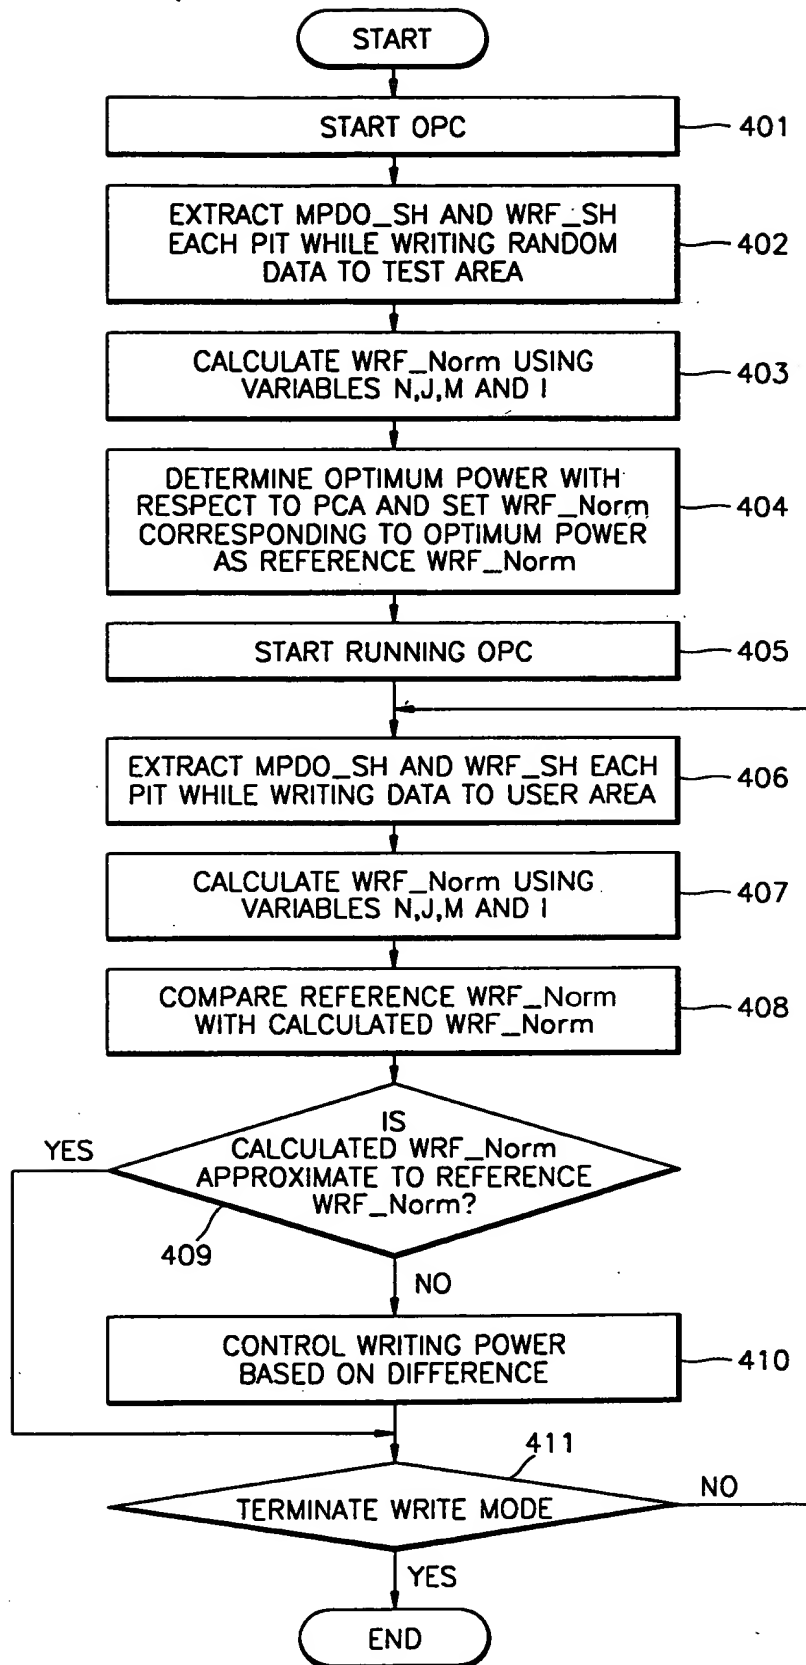 START
START OPC
401
EXTRACT MPDO_SH AND WRF_SH
EACH PIT WHILE WRITING RANDOM
DATA TO TEST AREA
402
CALCULATE WRF_Norm USING
VARIABLES N,J,M AND I
403
DETERMINE OPTIMUM POWER WITH
RESPECT TO PCA AND SET WRF_Norm
CORRESPONDING TO OPTIMUM POWER
AS REFERENCE WRF_Norm
404
START RUNNING OPC
405
EXTRACT MPDO_SH AND WRF_SH EACH
PIT WHILE WRITING DATA TO USER AREA
406
CALCULATE WRF_Norm USING
VARIABLES N,J,M AND I
407
COMPARE REFERENCE WRF_Norm
WITH CALCULATED WRF_Norm
408
IS
CALCULATED WRF_Norm
APPROXIMATE TO REFERENCE
WRF_Norm?
YES
409
NO
CONTROL WRITING POWER
BASED ON DIFFERENCE
410
411
TERMINATE WRITE MODE
NO
YES
END